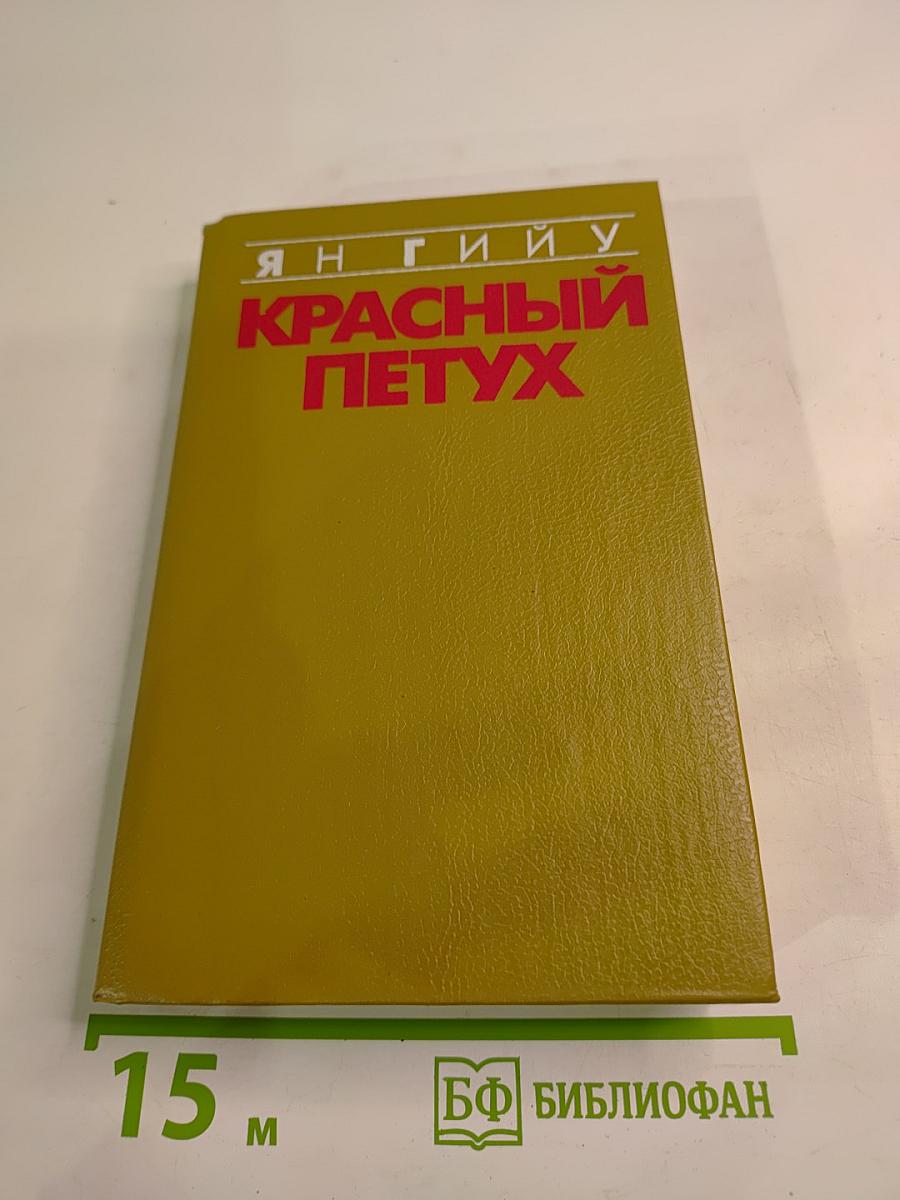 ЯН ГИЙУ
КРАСНЫЙ
ПЕТУХ
15 м
БФ БИБЛИОФАН